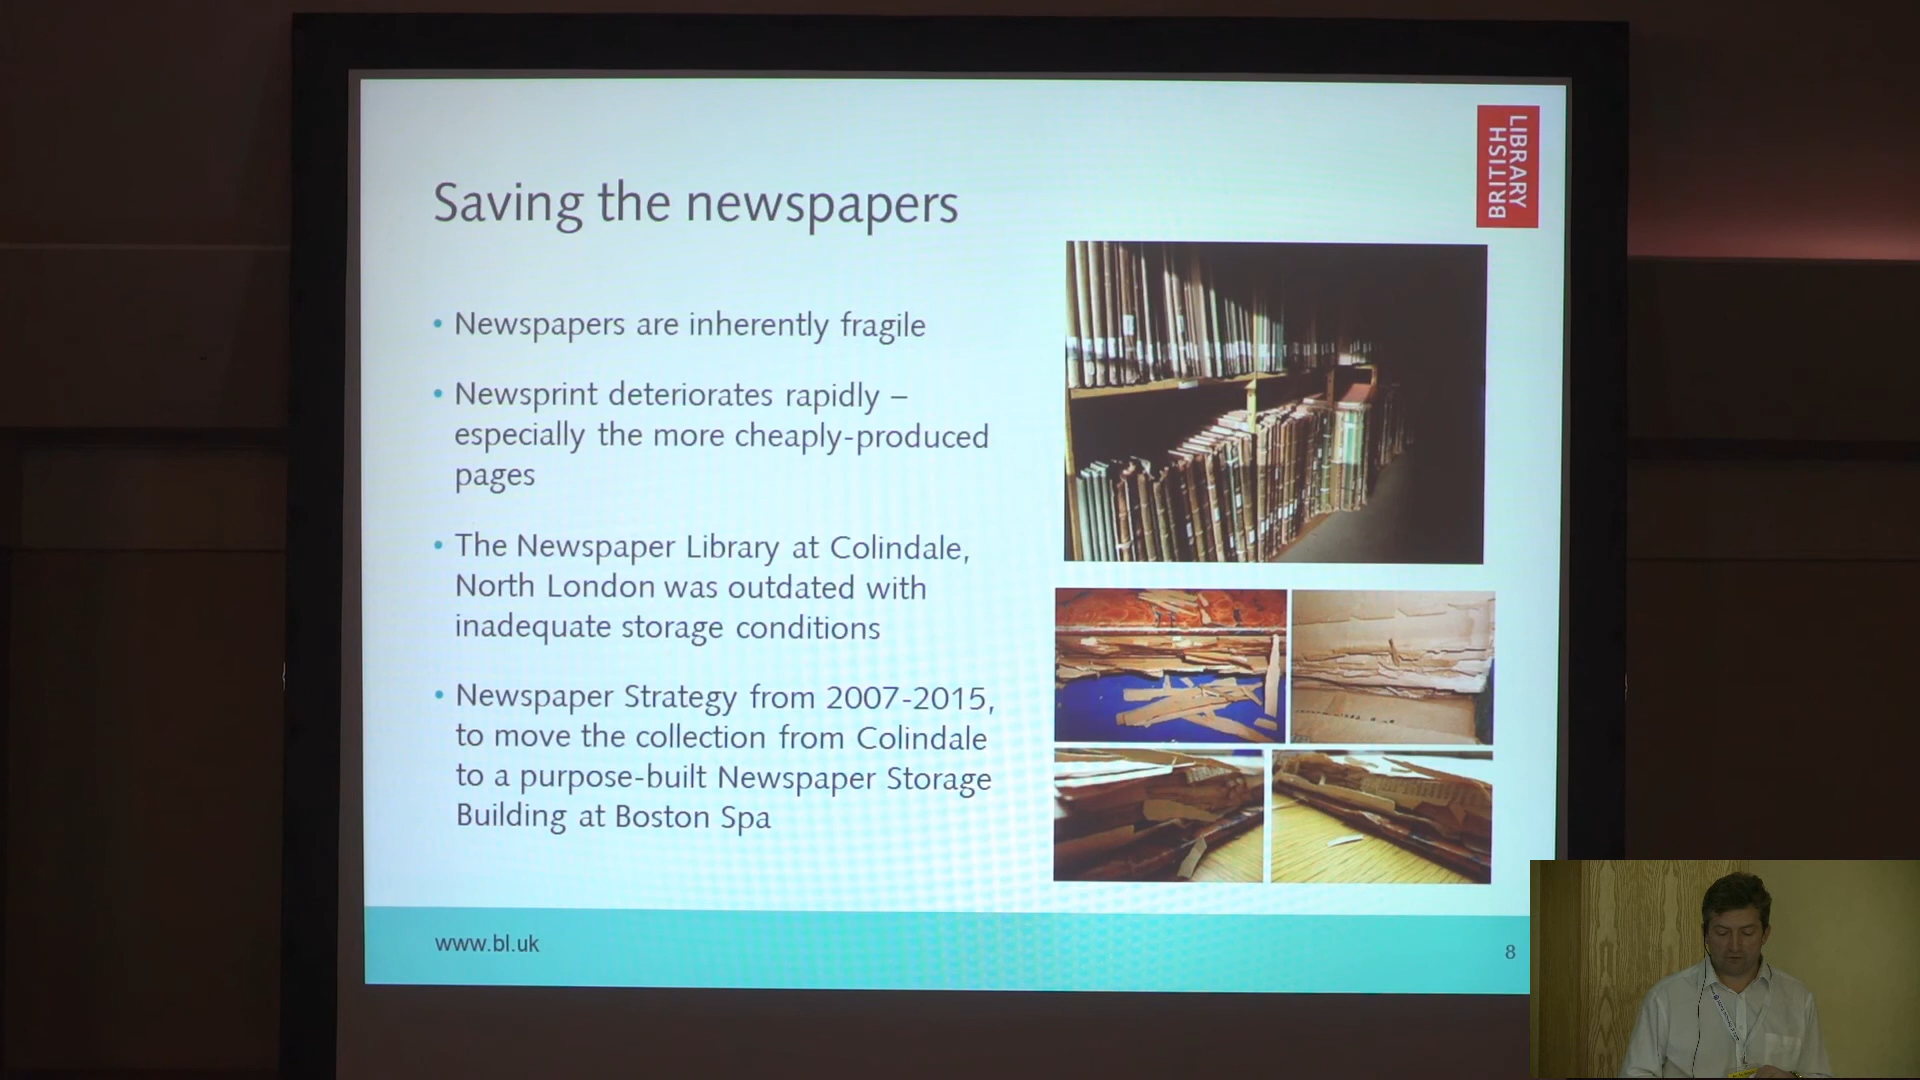 LIBRARY
BRITISH
Saving the newspapers
• Newspapers are inherently fragile
• Newsprint deteriorates rapidly –
especially the more cheaply-produced
pages
• The Newspaper Library at Colindale,
North London was outdated with
inadequate storage conditions
• Newspaper Strategy from 2007-2015,
to move the collection from Colindale
to a purpose-built Newspaper Storage
Building at Boston Spa
www.bl.uk
8